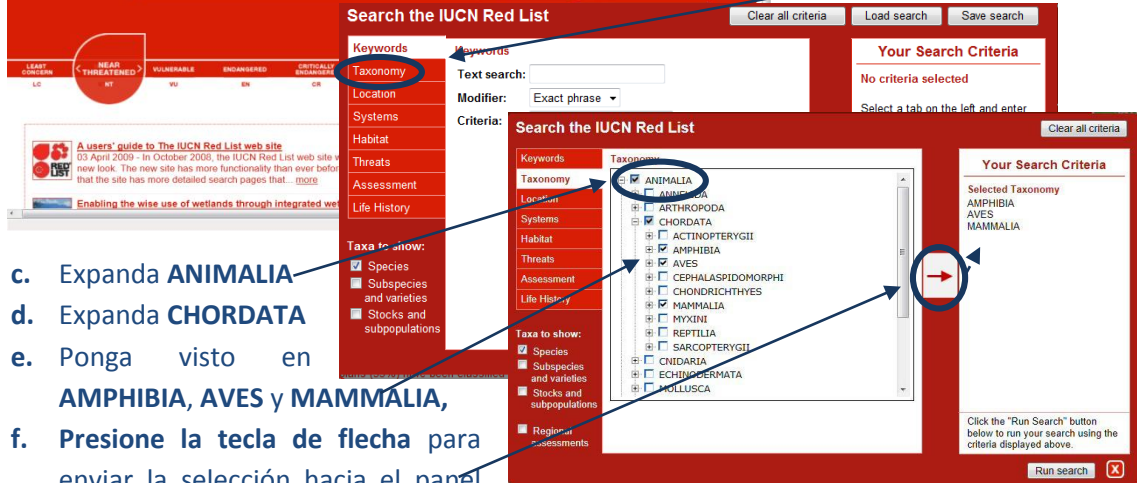 LEAST CONCERN
LC
NEAR THREATENED
NT
VULNERABLE
VU
ENDANGERED
EN
CRITICALLY ENDANGERED
CR
RED LIST
A users' guide to The IUCN Red List web site
03 April 2009 - In October 2008, the IUCN Red List web site
new look. The new site has more functionality than ever
that the site has more detailed search pages that... more
Enabling the wise use of wetlands through integrated
Search the IUCN Red List
Clear all criteria
Load search
Save search
Keywords
Taxonomy
Location
Systems
Habitat
Threats
Assessment
Life History
Taxa to show:
Species
Subspecies
and varieties
Stocks and
subpopulations
Keywords
Text search:
Modifier: Exact phrase
Criteria:
Your Search Criteria
No criteria selected
Select a tab on the left and enter
Search the IUCN Red List
Clear all criteria
Keywords
Taxonomy
Location
Systems
Habitat
Threats
Assessment
Life History
Taxa to show:
Species
Subspecies
and varieties
Stocks and
subpopulations
Regional
assessments
Taxonomy
ANIMALIA
ANNELIDA
ARTHROPODA
CHORDATA
ACTINOPTERYGII
AMPHIBIA
AVES
CEPHALASPIDOMORPHI
CHONDRICHTHYES
MAMMALIA
MYXINI
REPTILIA
SARCOPTERYGII
CNIDARIA
ECHINODERMATA
MOLLUSCA
Your Search Criteria
Selected Taxonomy
AMPHIBIA
AVES
MAMMALIA
Click the "Run Search" button
below to run your search using the
criteria displayed above.
Run search X
c. Expanda ANIMALIA
d. Expanda CHORDATA
e. Ponga visto en
AMPHIBIA, AVES y MAMMALIA,
f. Presione la tecla de flecha para
enviar la selección hacia el panel